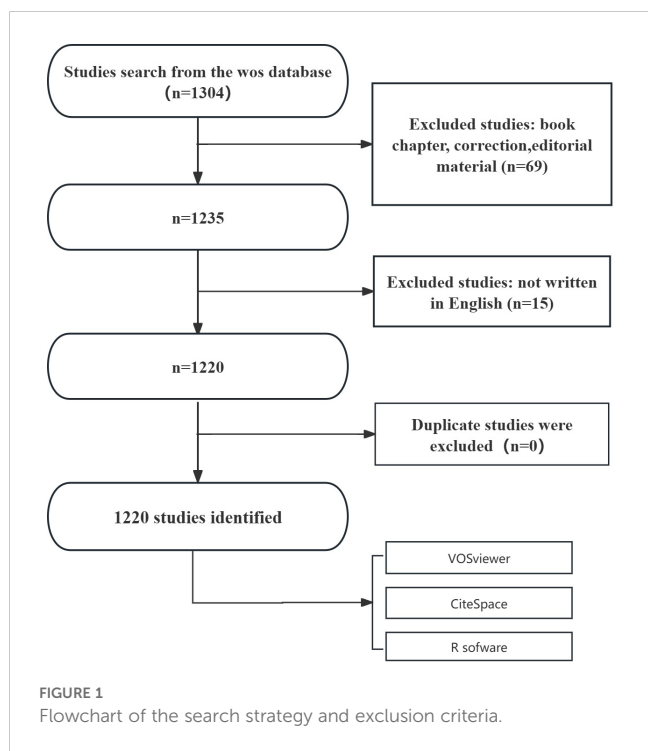 Studies search from the wos database
(n=1304)
Excluded studies: book
chapter, correction,editorial
material (n=69)
n=1235
Excluded studies: not written
in English (n=15)
n=1220
Duplicate studies were
excluded (n=0)
1220 studies identified
VOSviewer
CiteSpace
R sofware
FIGURE 1
Flowchart of the search strategy and exclusion criteria.